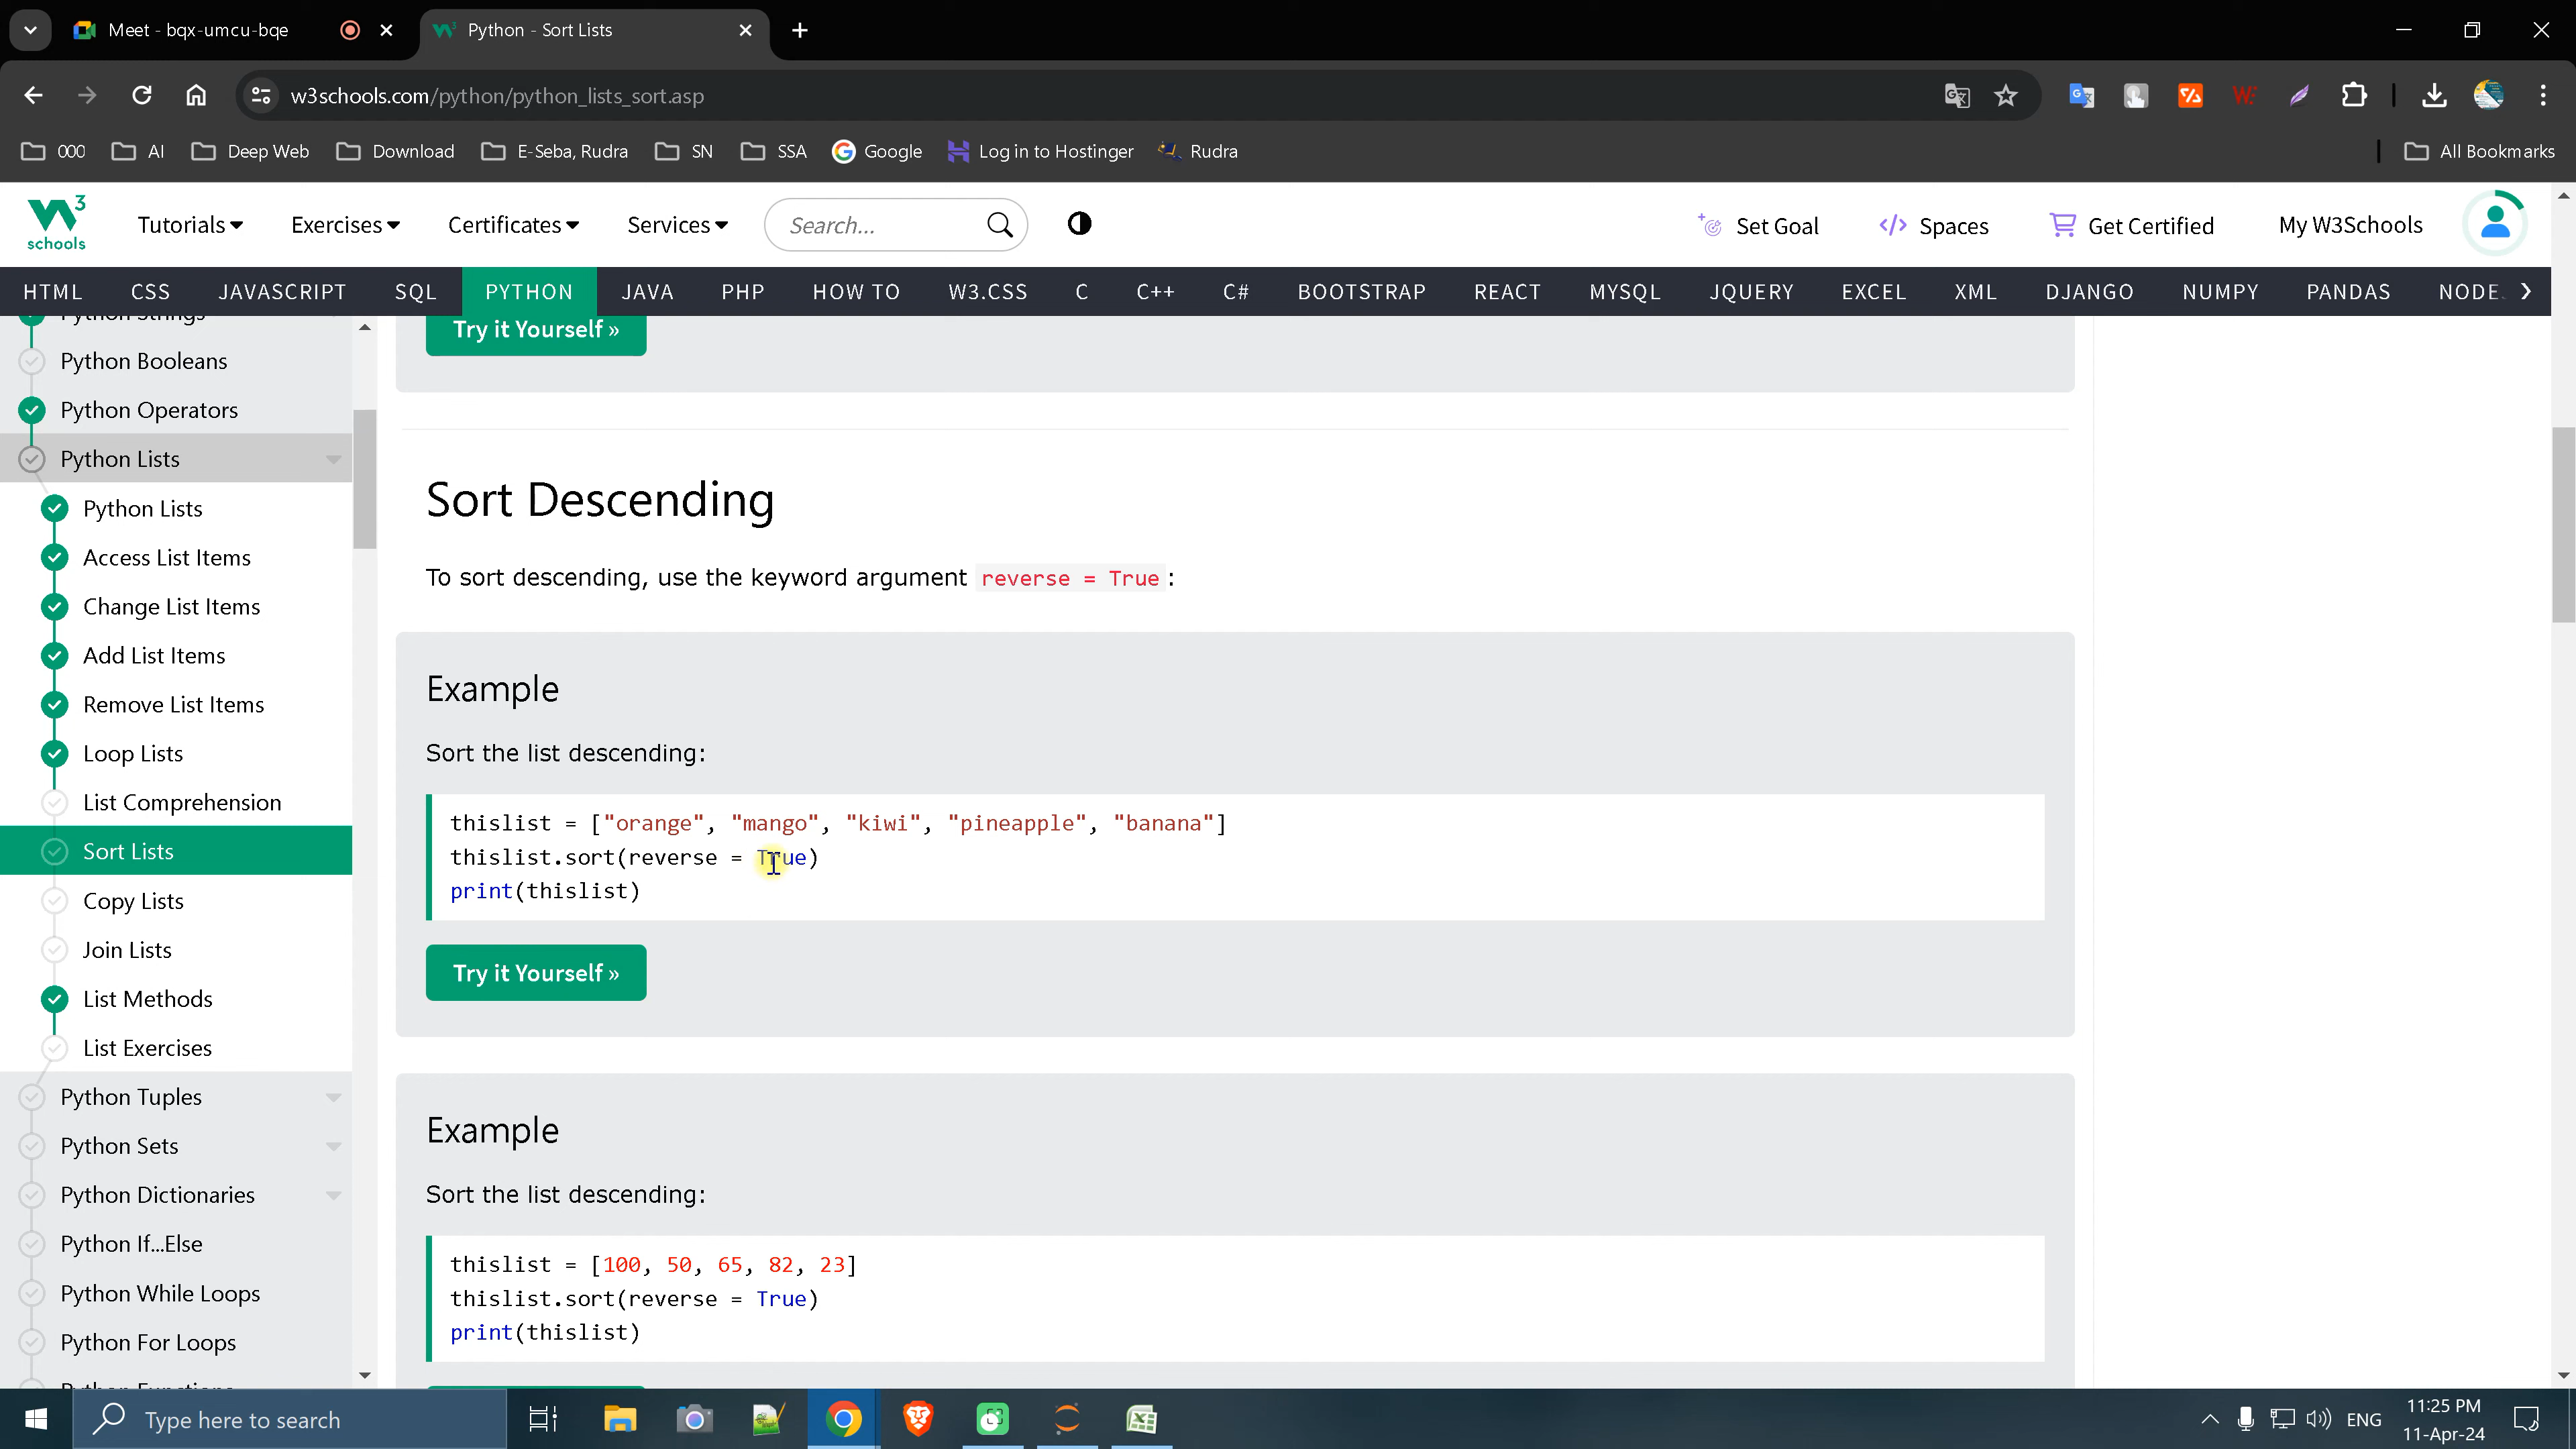 Meet - bqx-umcu-bqe
Python - Sort Lists
w3schools.com/python/python_lists_sort.asp
000
AI
Deep Web
Download
E-Seba, Rudra
SN
SSA
Google
Log in to Hostinger
Rudra
All Bookmarks
W3 schools
Tutorials
Exercises
Certificates
Services
Search...
Set Goal
Spaces
Get Certified
My W3Schools
HTML
CSS
JAVASCRIPT
SQL
PYTHON
JAVA
PHP
HOW TO
W3.CSS
C
C++
C#
BOOTSTRAP
REACT
MYSQL
JQUERY
EXCEL
XML
DJANGO
NUMPY
PANDAS
NODE
Python Strings
Python Booleans
Python Operators
Python Lists
Python Lists
Access List Items
Change List Items
Add List Items
Remove List Items
Loop Lists
List Comprehension
Sort Lists
Copy Lists
Join Lists
List Methods
List Exercises
Python Tuples
Python Sets
Python Dictionaries
Python If...Else
Python While Loops
Python For Loops
Try it Yourself »
Sort Descending
To sort descending, use the keyword argument reverse = True:
Example
Sort the list descending:
thislist = ["orange", "mango", "kiwi", "pineapple", "banana"]
thislist.sort(reverse = True)
print(thislist)
Try it Yourself »
Example
Sort the list descending:
thislist = [100, 50, 65, 82, 23]
thislist.sort(reverse = True)
print(thislist)
Type here to search
ENG
11:25 PM
11-Apr-24